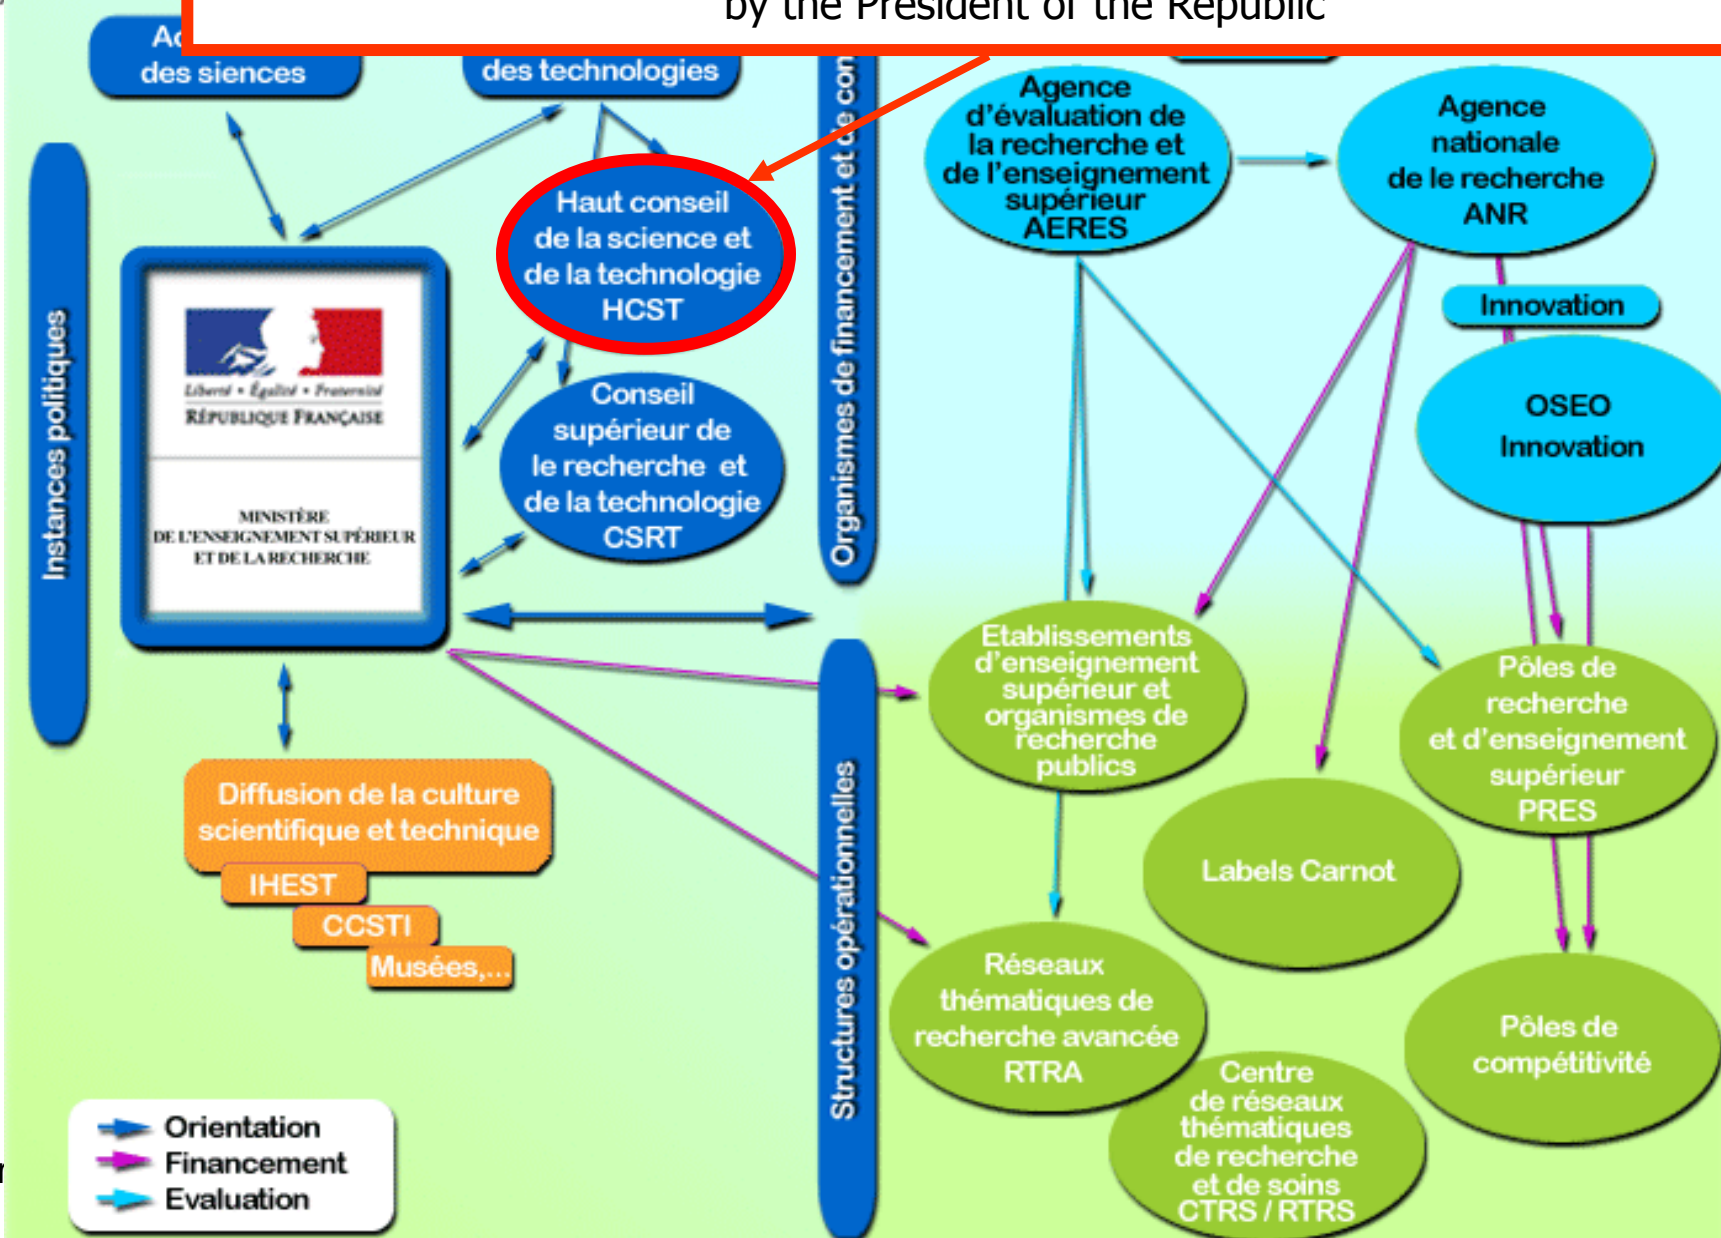 by the President of the Republic
des siences
des technologies
Instances politiques
Liberté • Égalité • Fraternité
RÉPUBLIQUE FRANÇAISE
MINISTÈRE
DE L'ENSEIGNEMENT SUPÉRIEUR
ET DE LA RECHERCHE
Haut conseil
de la science et
de la technologie
HCST
Conseil
supérieur de
le recherche et
de la technologie
CSRT
Diffusion de la culture
scientifique et technique
IHEST
CCSTI
Musées,...
Orientation
Financement
Evaluation
Organismes de financement et de
Agence
d'évaluation de
la recherche et
de l'enseignement
supérieur
AERES
Agence
nationale
de le recherche
ANR
Innovation
OSEO
Innovation
Structures opérationnelles
Etablissements
d'enseignement
supérieur et
organismes de
recherche
publics
Pôles de
recherche
et d'enseignement
supérieur
PRES
Labels Carnot
Réseaux
thématiques de
recherche avancée
RTRA
Centre
de réseaux
thématiques
de recherche
et de soins
CTRS / RTRS
Pôles de
compétitivité